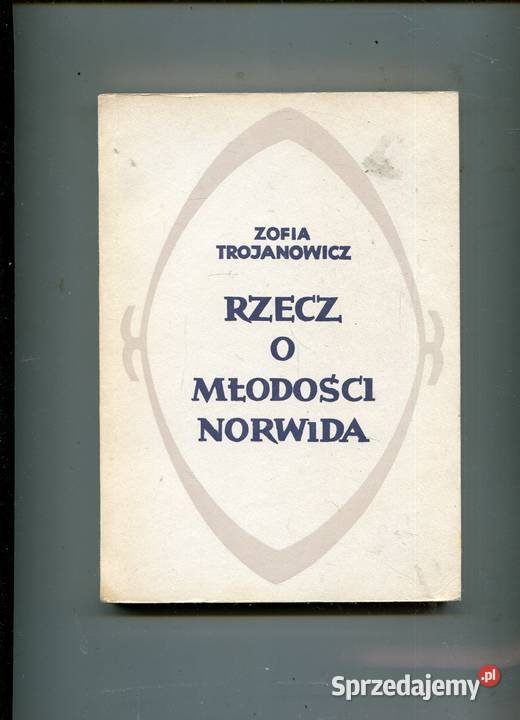 ZOFIA
TROJANOWICZ
RZECZ
O
MŁODOŚCI
NORWIDA
Sprzedajemy.pl